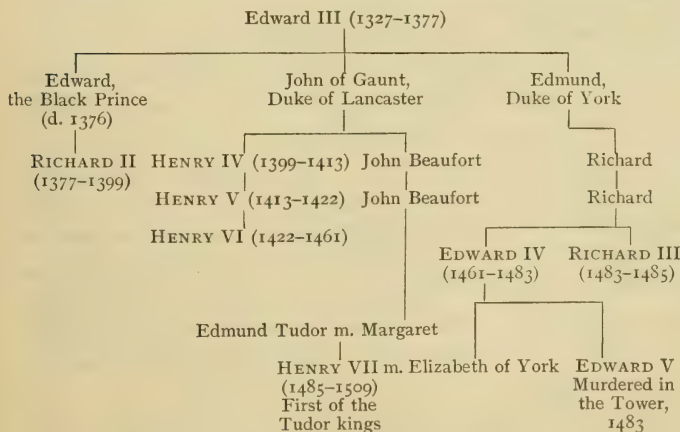 Edward III (1327–1377)
Edward, John of Gaunt, Edmund,
the Black Prince Duke of Lancaster Duke of York
(d. 1376)
RICHARD II HENRY IV (1399–1413) John Beaufort Richard
(1377–1399)
HENRY V (1413–1422) John Beaufort Richard
HENRY VI (1422–1461)
EDWARD IV RICHARD III
(1461–1483) (1483–1485)
Edmund Tudor m. Margaret
HENRY VII m. Elizabeth of York EDWARD V
(1485–1509) Murdered in
First of the the Tower,
Tudor kings 1483